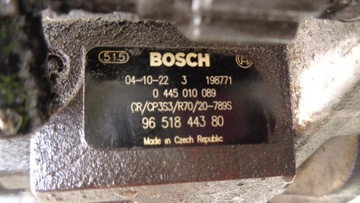 515 BOSCH H
04-10-22 3 198771
0 445 010 089
CR/CP3S3/R70/20-789S
96 518 443 80
Made in Czech Republic